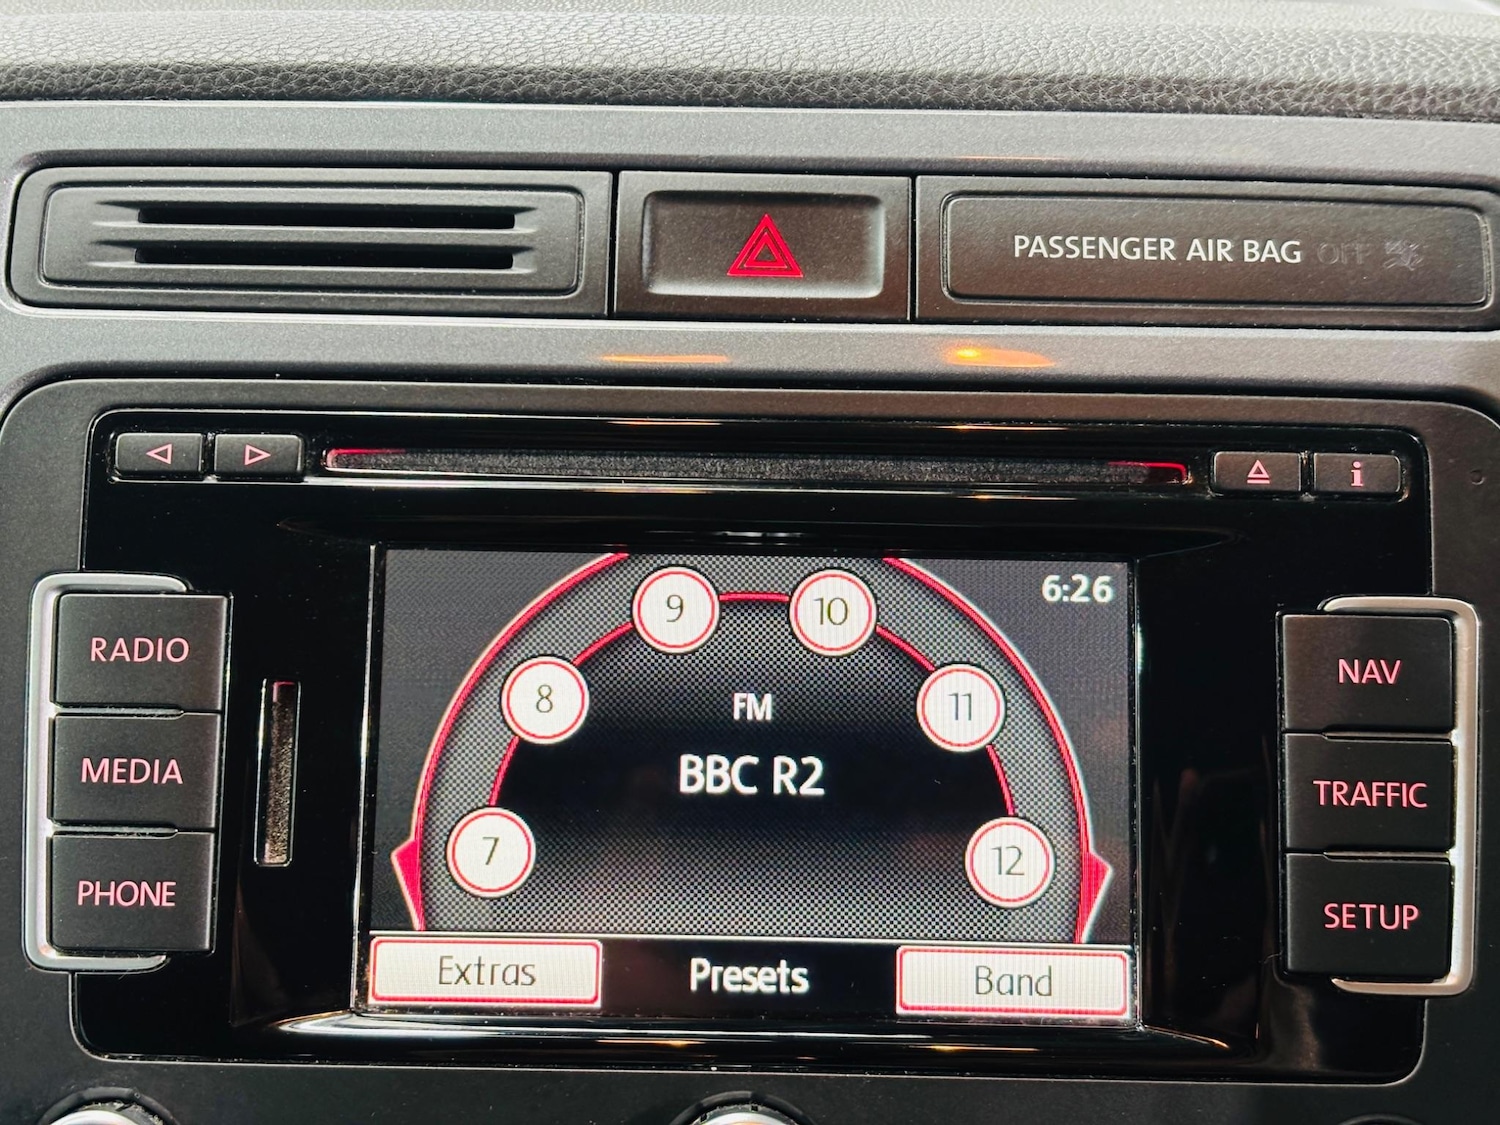 PASSENGER AIR BAG OFF
i
6:26
9
10
8
11
FM
BBC R2
7
12
RADIO
MEDIA
PHONE
NAV
TRAFFIC
SETUP
Extras
Presets
Band